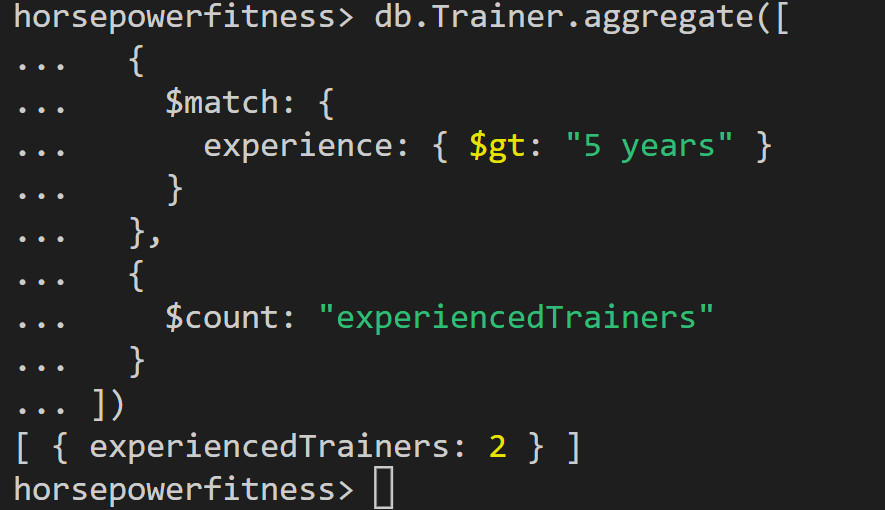 horsepowerfitness> db.Trainer.aggregate([
...   {
...     $match: {
...       experience: { $gt: "5 years" }
...     }
...   },
...   {
...     $count: "experiencedTrainers"
...   }
... ])
[ { experiencedTrainers: 2 } ]
horsepowerfitness>